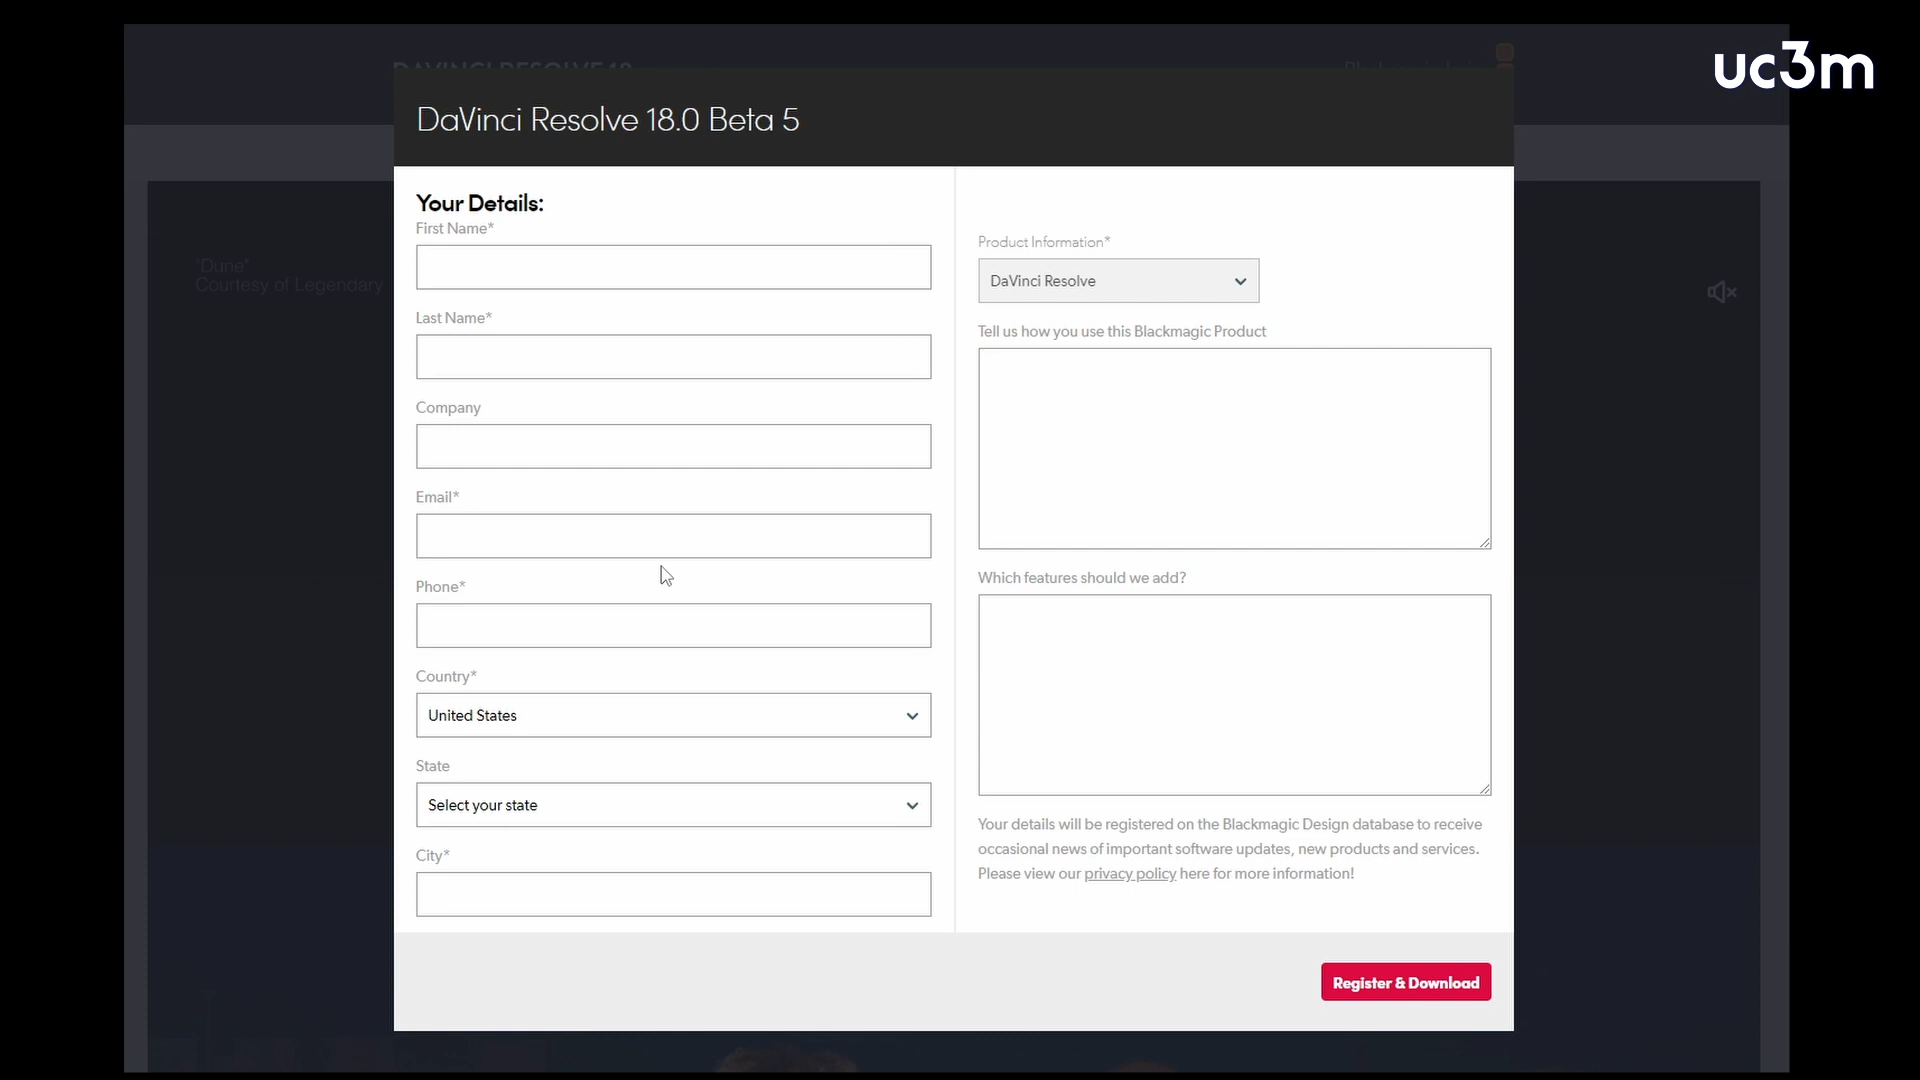 uc3m
DaVinci Resolve 18.0 Beta 5
Your Details:
First Name*
Last Name*
Company
Email*
Phone*
Country*
United States
State
Select your state
City*
Product Information*
DaVinci Resolve
Tell us how you use this Blackmagic Product
Which features should we add?
Your details will be registered on the Blackmagic Design database to receive
occasional news of important software updates, new products and services.
Please view our privacy policy here for more information!
Register & Download
"Dune"
Courtesy of Legendary